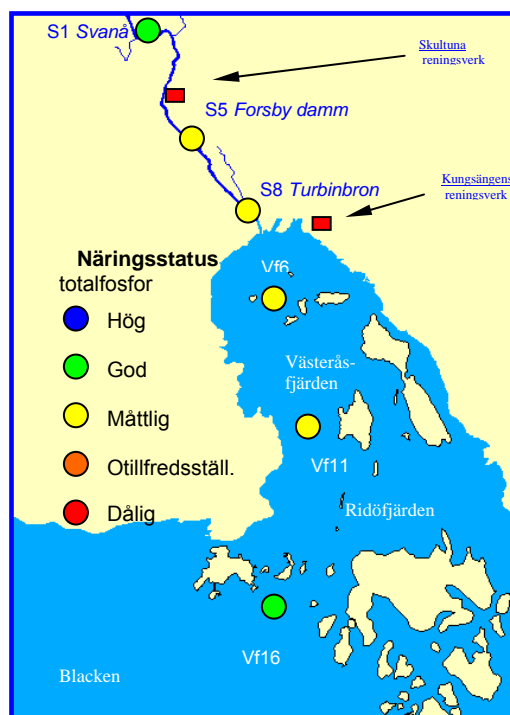 S1 Svanå
Skultuna
reningsverk
S5 Forsby damm
S8 Turbinbron
Kungsängens
reningsverk
Näringsstatus
totalfosfor
Hög
God
Måttlig
Otillfredsställ.
Dålig
Vf6
Västerås-
fjärden
Vf11
Ridöfjärden
Vf16
Blacken